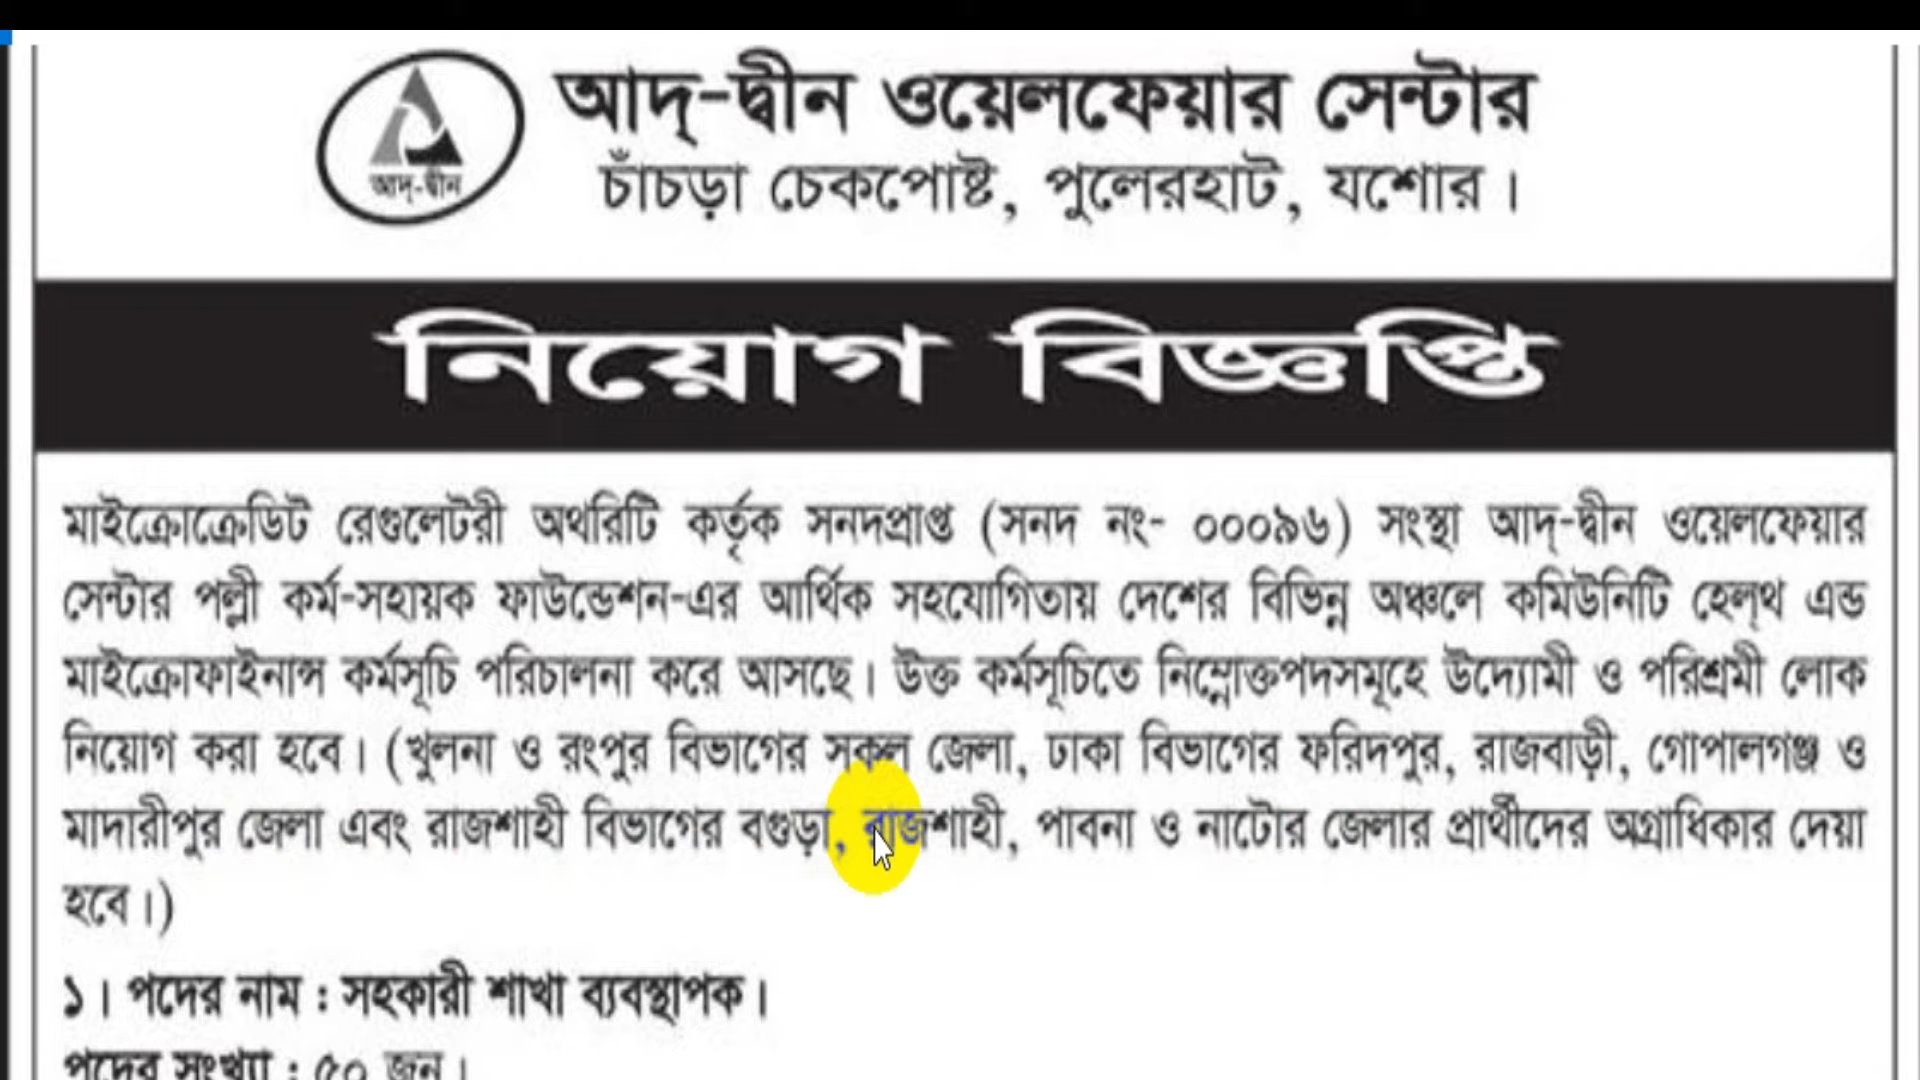 আদ্-দ্বীন ওয়েলফেয়ার সেন্টার
আদ্-দ্বীন
চাঁচড়া চেকপোষ্ট, পুলেরহাট, যশোর।
নিয়োগ বিজ্ঞপ্তি
মাইক্রোক্রেডিট রেগুলেটরী অথরিটি কর্তৃক সনদপ্রাপ্ত (সনদ নং- ০০০৯৬) সংস্থা আদ্-দ্বীন ওয়েলফেয়ার
সেন্টার পল্লী কর্ম-সহায়ক ফাউন্ডেশন-এর আর্থিক সহযোগিতায় দেশের বিভিন্ন অঞ্চলে কমিউনিটি হেল্থ এন্ড
মাইক্রোফাইনান্স কর্মসূচি পরিচালনা করে আসছে। উক্ত কর্মসূচিতে নিম্নোক্তপদসমূহে উদ্যোমী ও পরিশ্রমী লোক
নিয়োগ করা হবে। (খুলনা ও রংপুর বিভাগের সকল জেলা, ঢাকা বিভাগের ফরিদপুর, রাজবাড়ী, গোপালগঞ্জ ও
মাদারীপুর জেলা এবং রাজশাহী বিভাগের বগুড়া, রাজশাহী, পাবনা ও নাটোর জেলার প্রার্থীদের অগ্রাধিকার দেয়া
হবে।)
১। পদের নাম : সহকারী শাখা ব্যবস্থাপক।
পদের সংখ্যা : ৫০ জন।